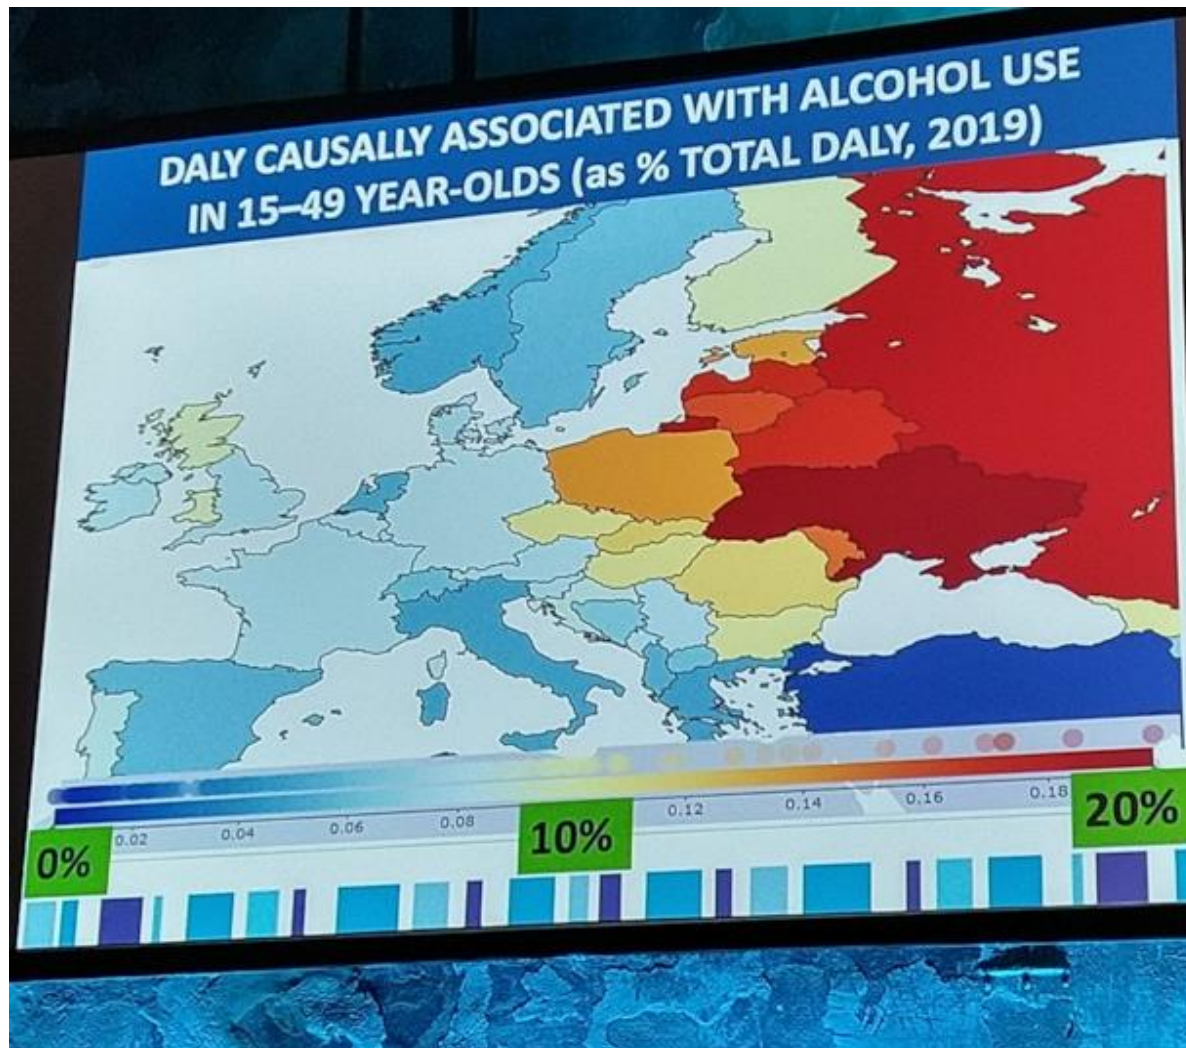 DALY CAUSALLY ASSOCIATED WITH ALCOHOL USE
IN 15–49 YEAR-OLDS (as % TOTAL DALY, 2019)
0.02 0.04 0.06 0.08 0.12 0.14 0.16 0.18
0% 10% 20%